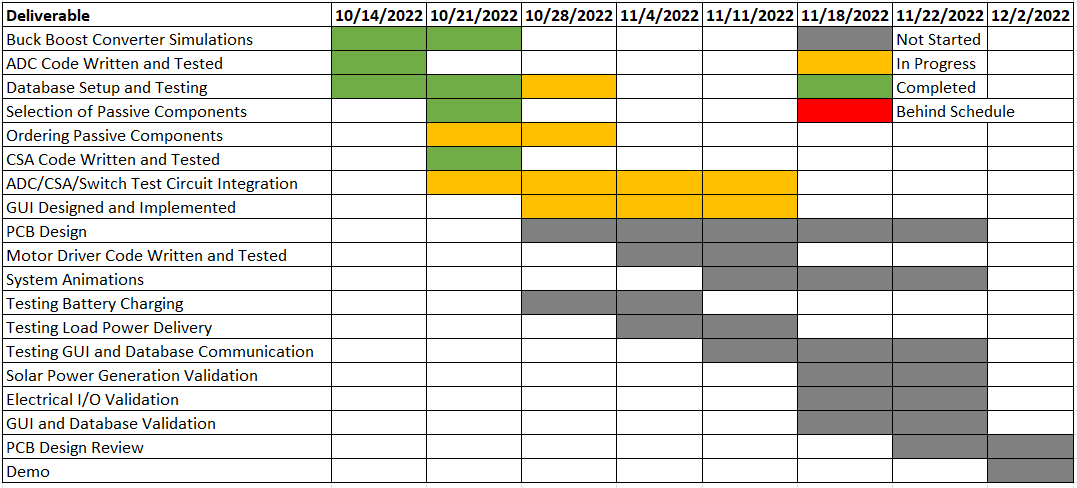 Deliverable 10/14/2022 10/21/2022 10/28/2022 11/4/2022 11/11/2022 11/18/2022 11/22/2022 12/2/2022
Buck Boost Converter Simulations Not Started
ADC Code Written and Tested In Progress
Database Setup and Testing Completed
Selection of Passive Components Behind Schedule
Ordering Passive Components
CSA Code Written and Tested
ADC/CSA/Switch Test Circuit Integration
GUI Designed and Implemented
PCB Design
Motor Driver Code Written and Tested
System Animations
Testing Battery Charging
Testing Load Power Delivery
Testing GUI and Database Communication
Solar Power Generation Validation
Electrical I/O Validation
GUI and Database Validation
PCB Design Review
Demo